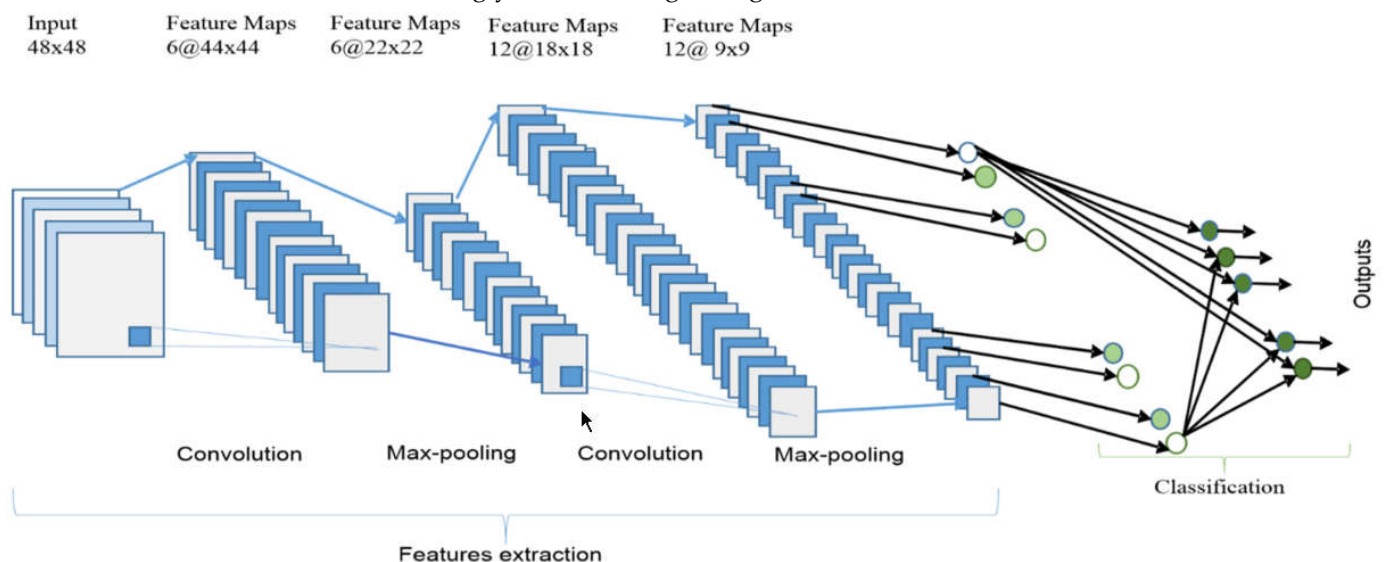 Input
48x48
Feature Maps
6@44x44
Feature Maps
6@22x22
Feature Maps
12@18x18
Feature Maps
12@ 9x9
Outputs
Convolution
Max-pooling
Convolution
Max-pooling
Classification
Features extraction